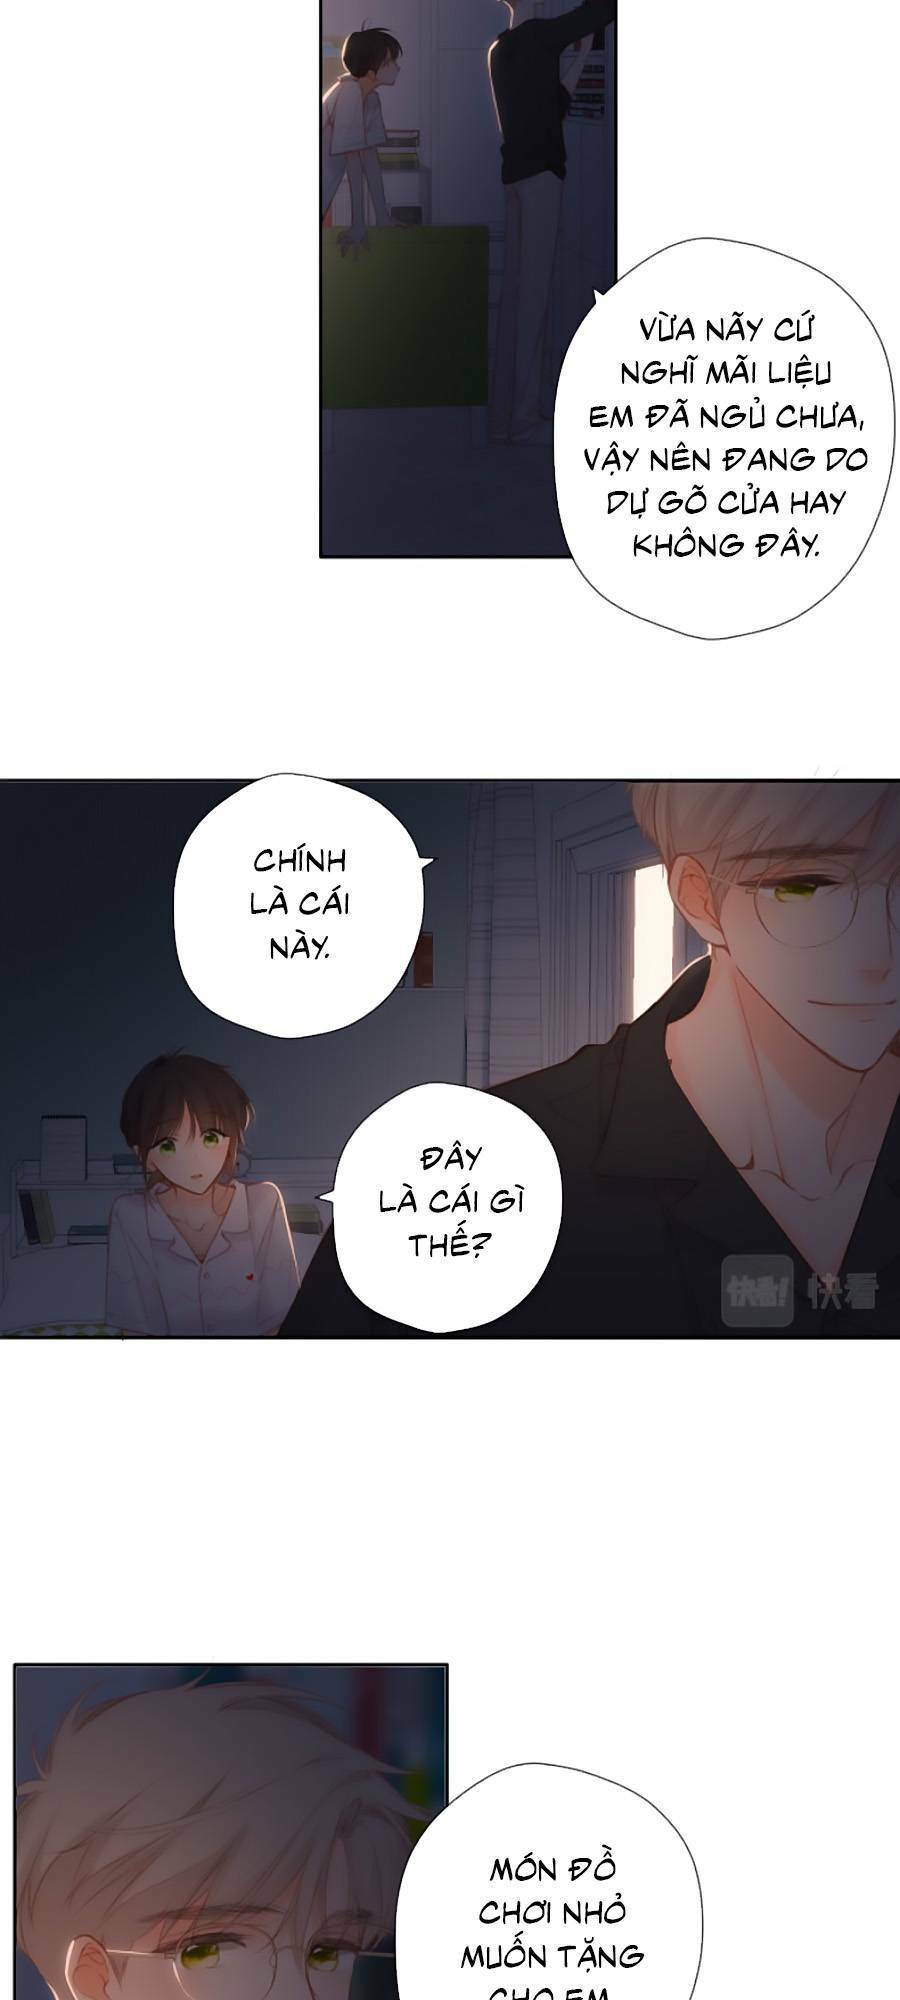 VỪA NÃY CỨ
NGHĨ MÃI LIỆU
EM ĐÃ NGỦ CHƯA,
VẬY NÊN ĐANG DO
DỰ GÕ CỬA HAY
KHÔNG ĐÂY.
CHÍNH
LÀ CÁI
NÀY.
ĐÂY
LÀ CÁI GÌ
THẾ?
快看! 快看
MÓN ĐỒ
CHƠI NHỎ
MUỐN TẶNG
CHO EM